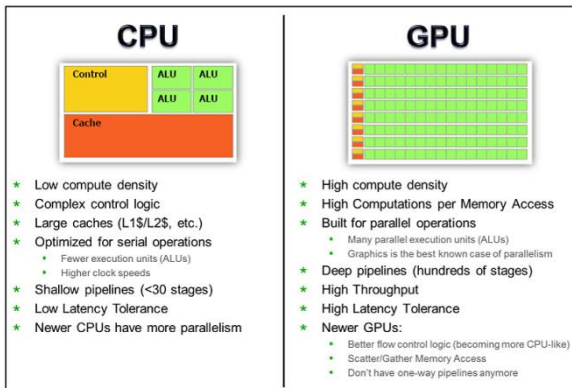 CPU
Control
ALU ALU
ALU ALU
Cache
Low compute density
Complex control logic
Large caches (L1$/L2$, etc.)
Optimized for serial operations
Fewer execution units (ALUs)
Higher clock speeds
Shallow pipelines (<30 stages)
Low Latency Tolerance
Newer CPUs have more parallelism
GPU
High compute density
High Computations per Memory Access
Built for parallel operations
Many parallel execution units (ALUs)
Graphics is the best known case of parallelism
Deep pipelines (hundreds of stages)
High Throughput
High Latency Tolerance
Newer GPUs:
Better flow control logic (becoming more CPU-like)
Scatter/Gather Memory Access
Don't have one-way pipelines anymore